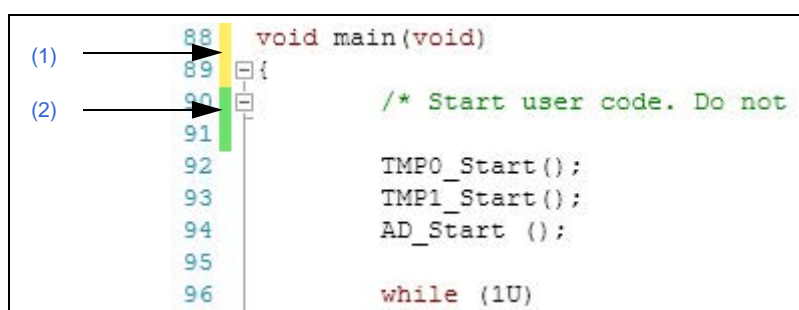 88 void main(void)
(1)
89 {
(2) 90 /* Start user code. Do not
91
92 TMP0_Start();
93 TMP1_Start();
94 AD_Start ();
95
96 while (1U)